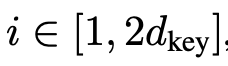 i ∈ [1, 2d_key],